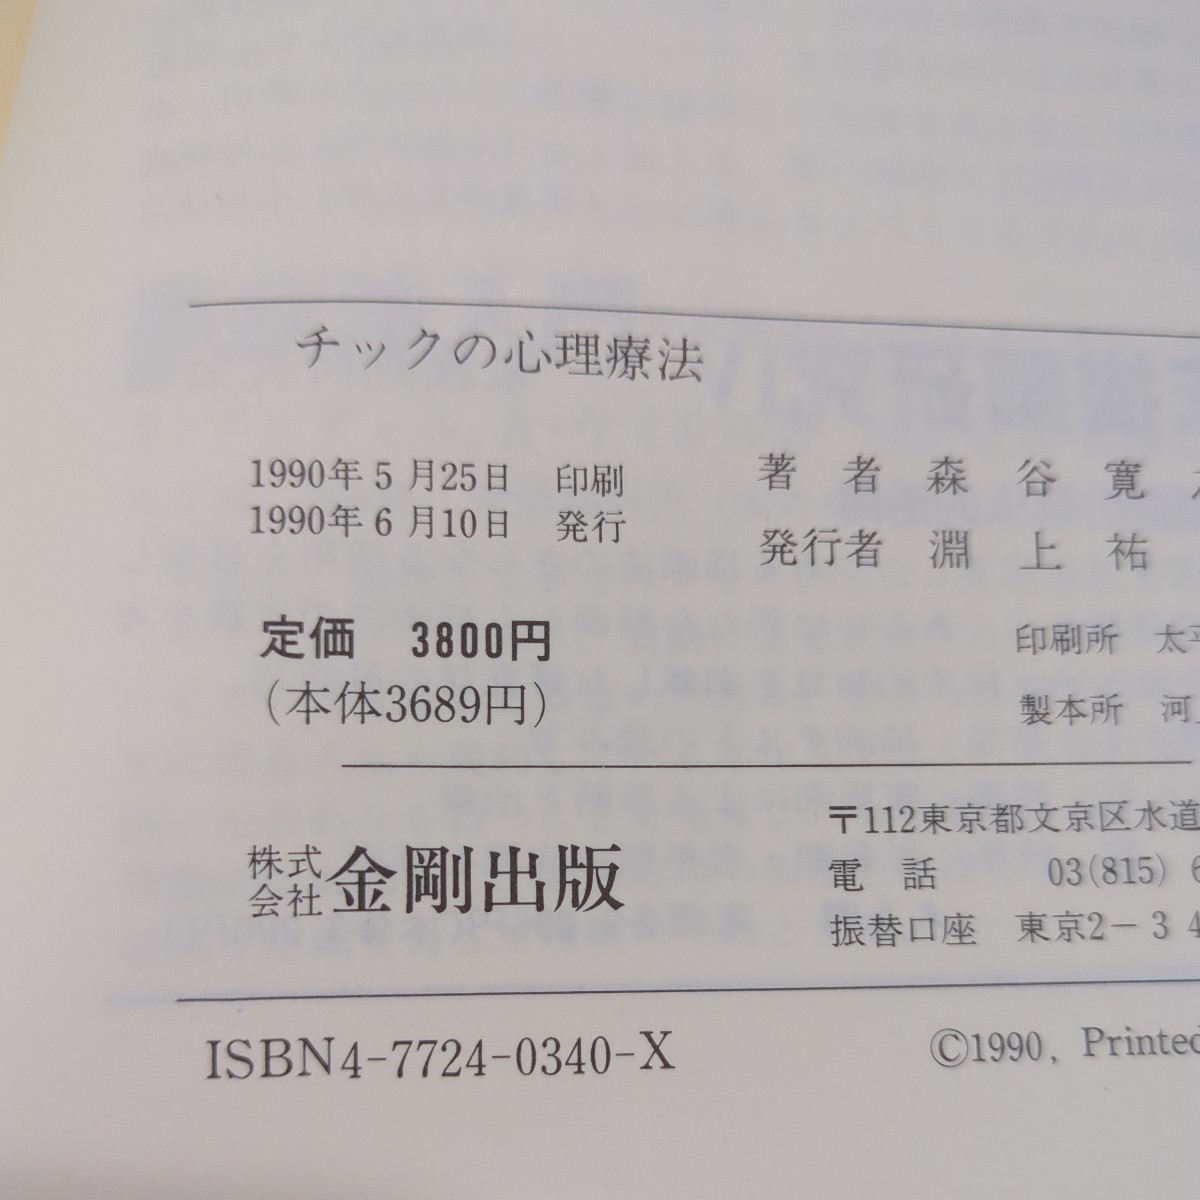 チックの心理療法
1990年5月25日 印刷
1990年6月10日 発行
著者 森谷寛
発行者 淵上祐
定価 3800円
(本体3689円)
印刷所 太平
製本所 河
株式会社 金剛出版
〒112東京都文京区水道
電話 03(815)6
振替口座 東京2-34
ISBN4-7724-0340-X
©1990, Printed